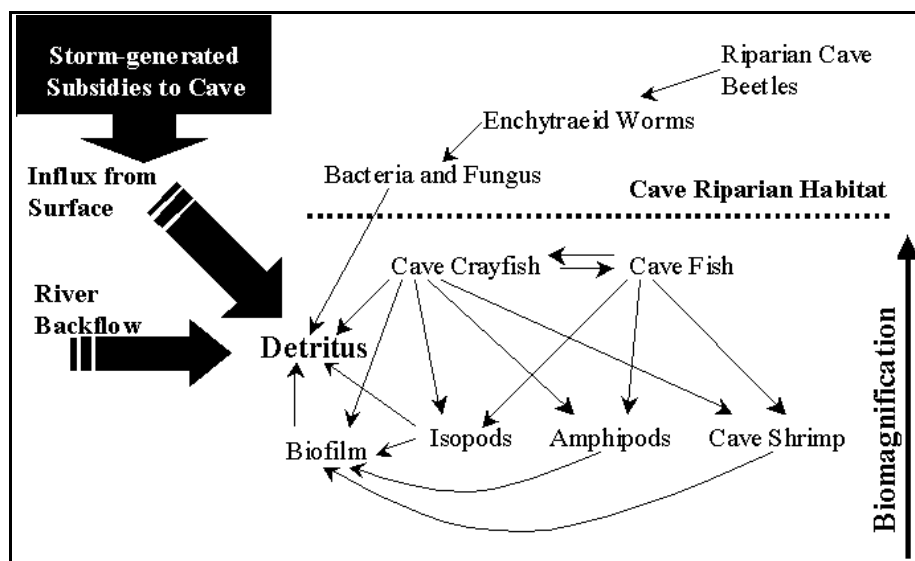 Storm-generated
Subsidies to Cave
Riparian Cave
Beetles
Enchytraeid Worms
Influx from
Surface
Bacteria and Fungus
Cave Riparian Habitat
Cave Crayfish
Cave Fish
River
Backflow
Detritus
Biofilm
Isopods
Amphipods
Cave Shrimp
Biomagnification